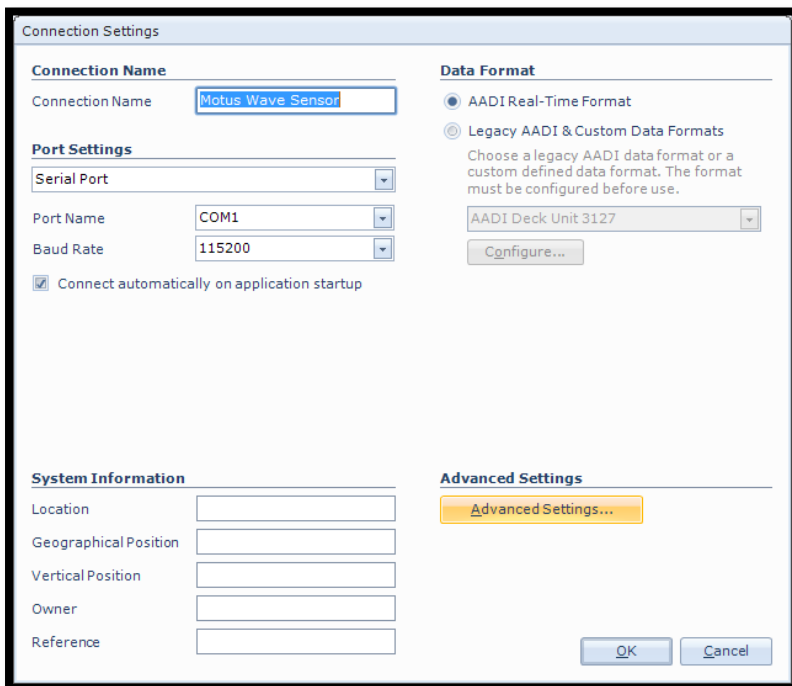 Connection Settings
Connection Name
Connection Name Motus Wave Sensor
Port Settings
Serial Port
Port Name COM1
Baud Rate 115200
Connect automatically on application startup
Data Format
AADI Real-Time Format
Legacy AADI & Custom Data Formats
Choose a legacy AADI data format or a
custom defined data format. The format
must be configured before use.
AADI Deck Unit 3127
Configure...
System Information
Location
Geographical Position
Vertical Position
Owner
Reference
Advanced Settings
Advanced Settings...
OK Cancel